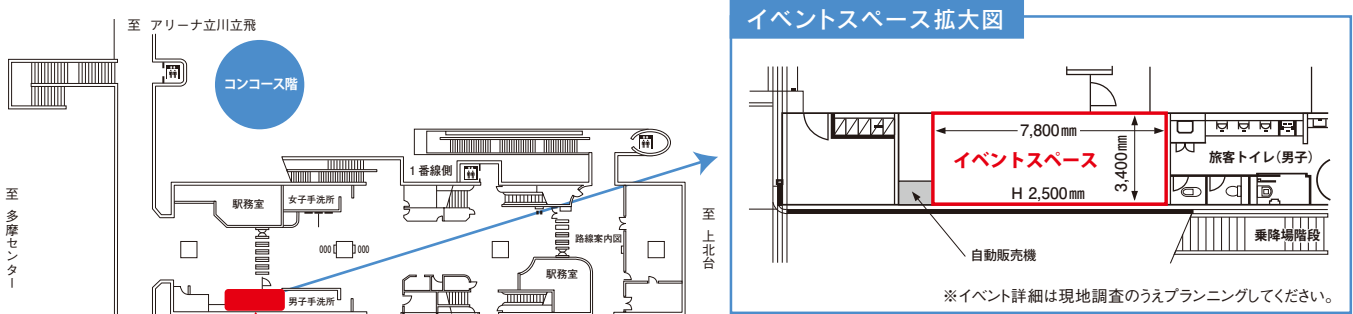 至 アリーナ立川立飛
コンコース階
1番線側
駅務室
女子手洗所
至 多摩センター
路線案内図
至 上北台
駅務室
男子手洗所
イベントスペース拡大図
7,800㎜
イベントスペース
3,400㎜
H 2,500㎜
旅客トイレ(男子)
自動販売機
乗降場階段
※イベント詳細は現地調査のうえプランニングしてください。